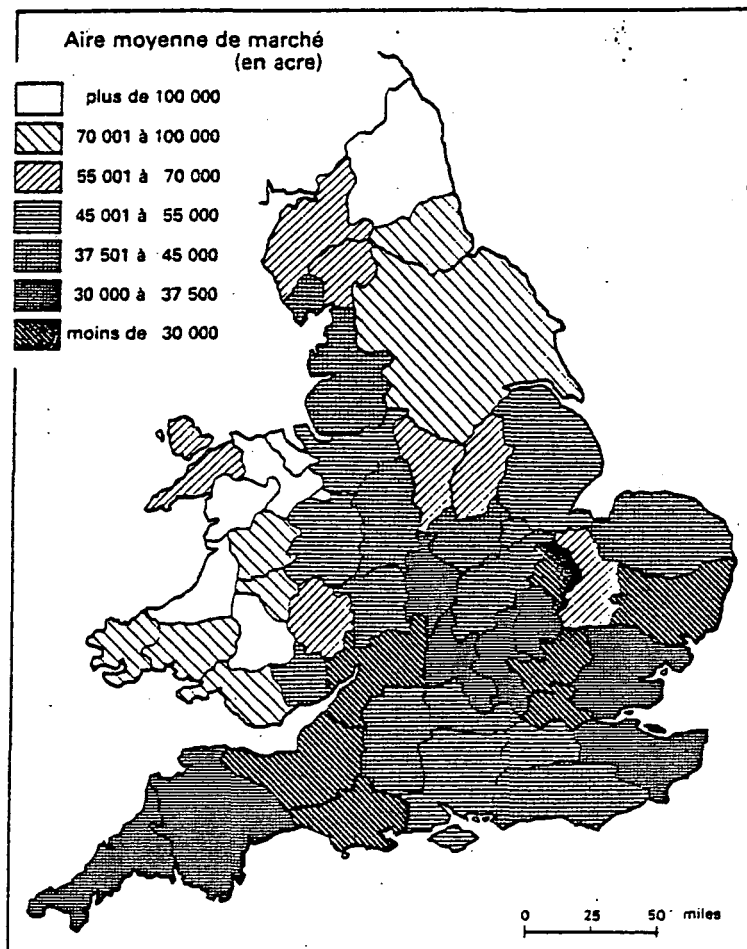 Aire moyenne de marché
(en acre)
plus de 100 000
70 001 à 100 000
55 001 à 70 000
45 001 à 55 000
37 501 à 45 000
30 000 à 37 500
moins de 30 000
0 25 50 miles